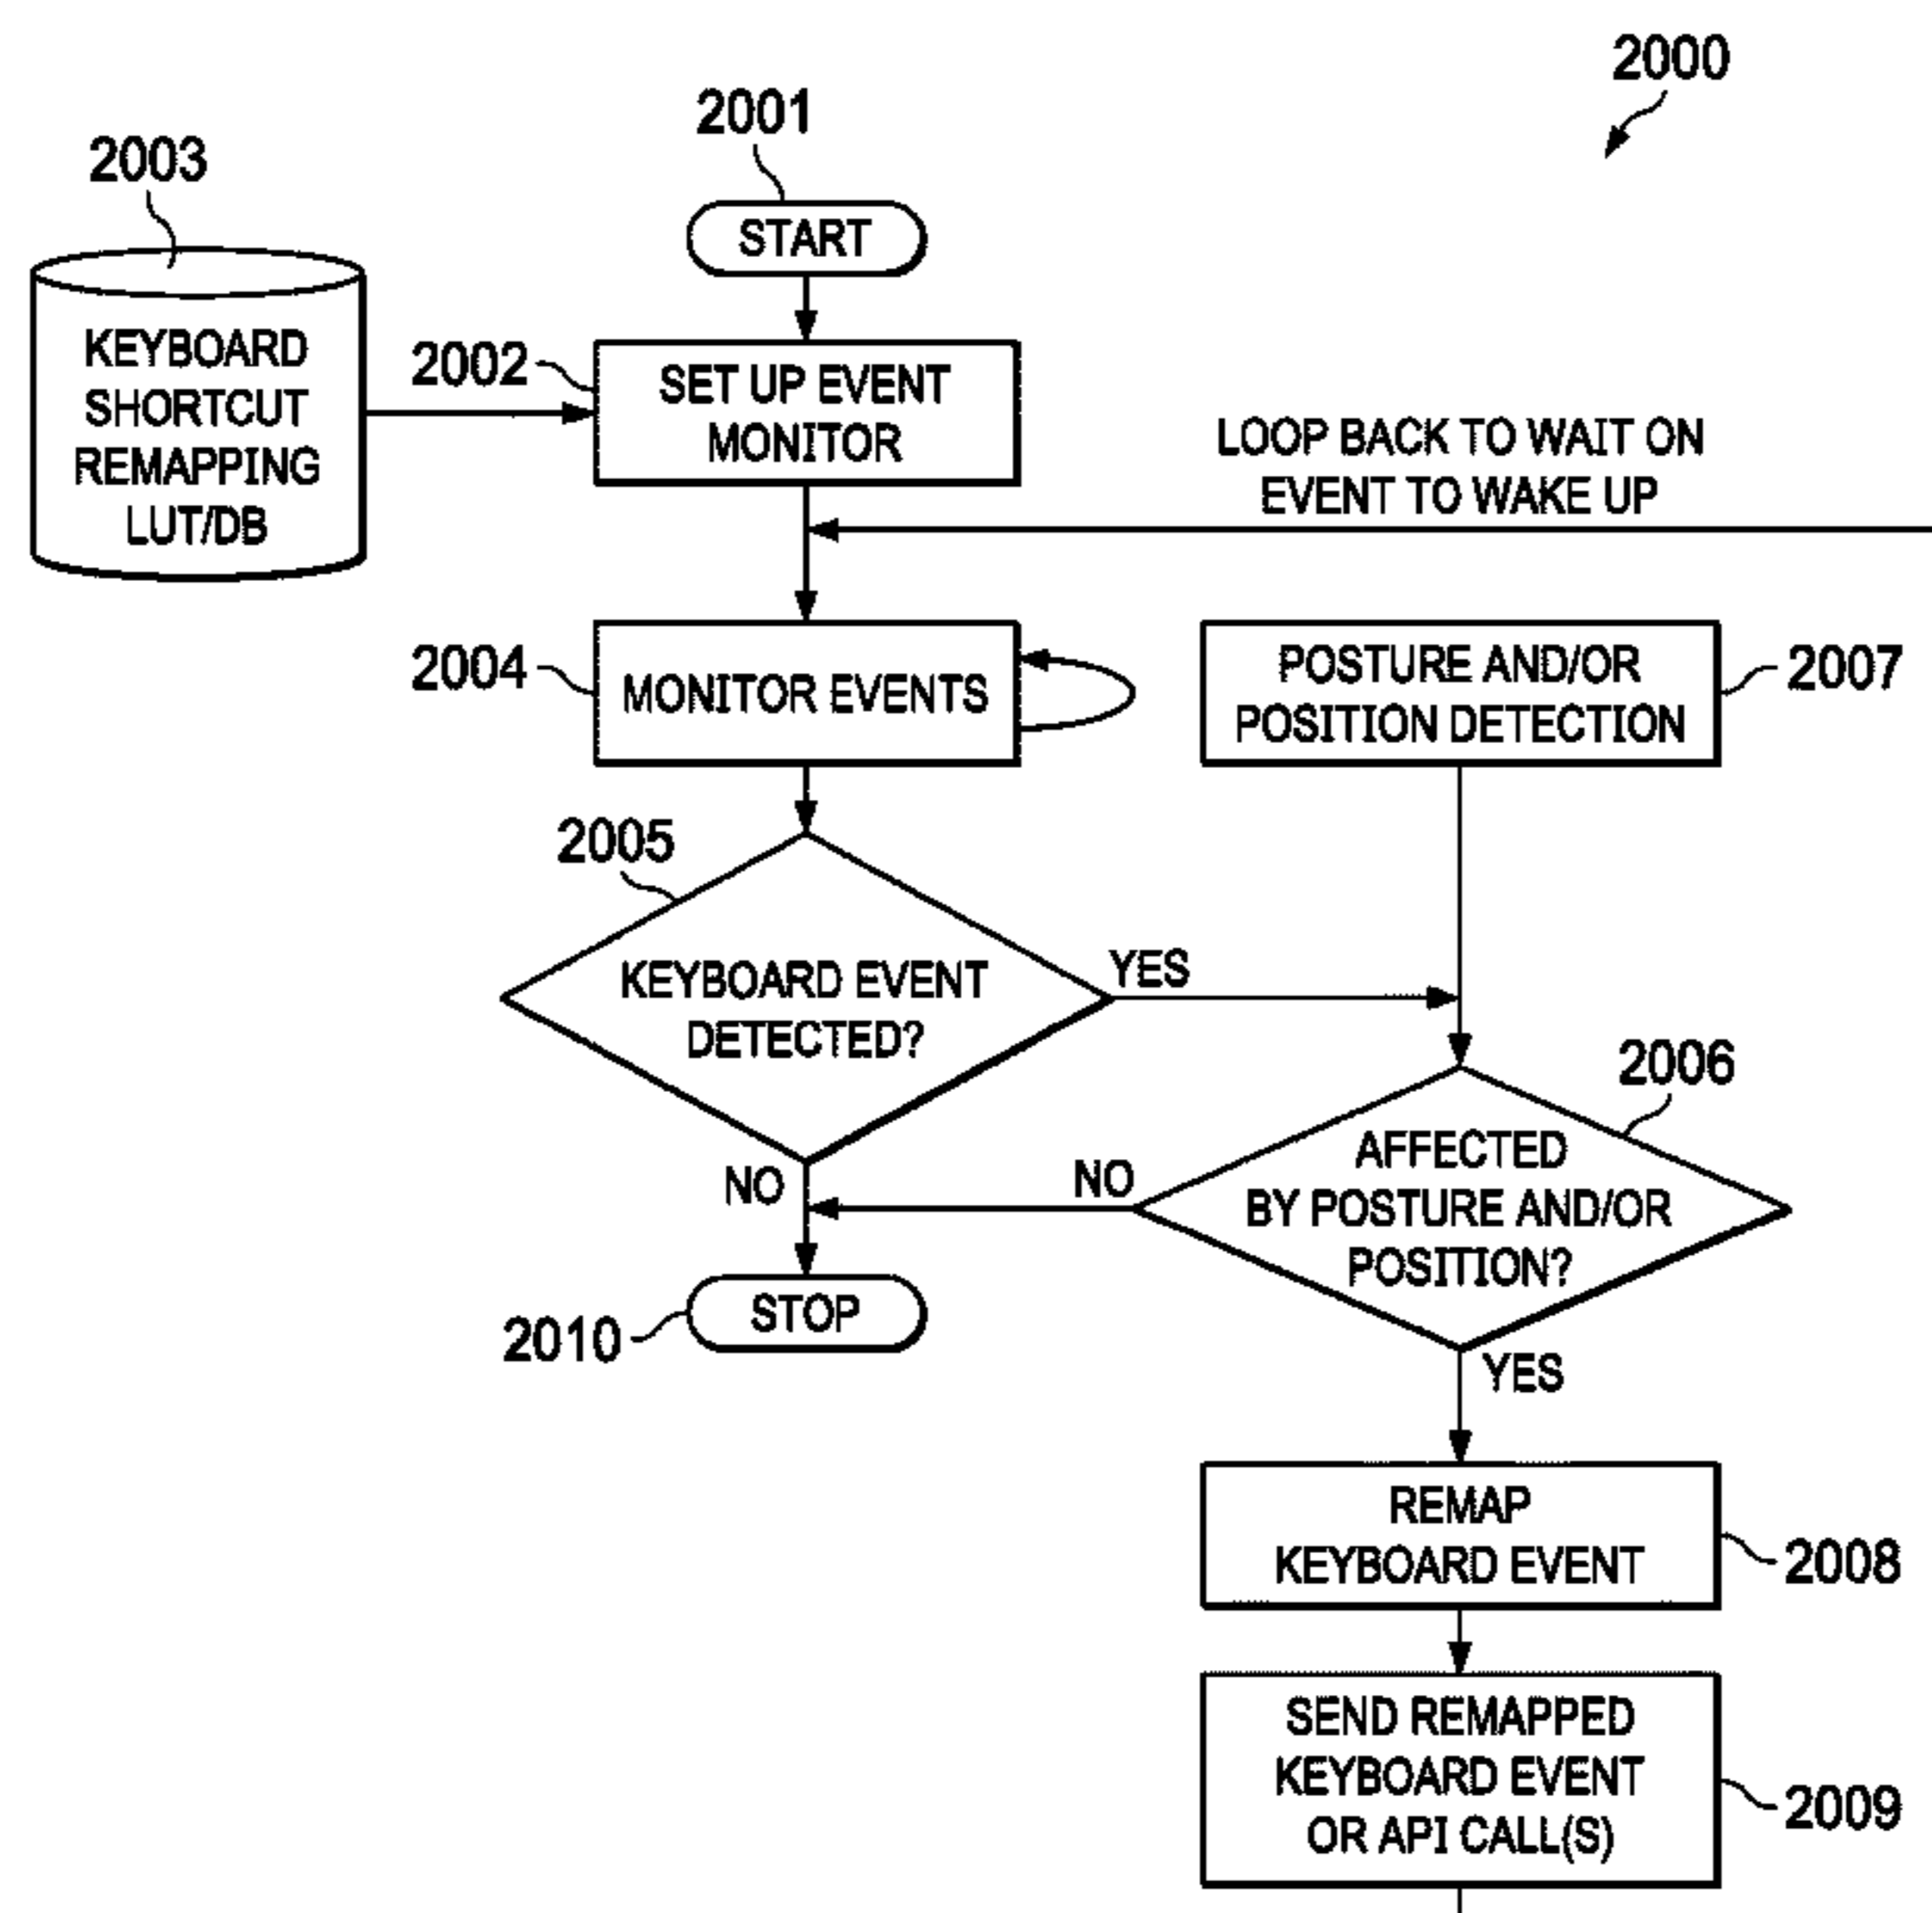 2000
2001
2003
START
KEYBOARD
SHORTCUT
REMAPPING
LUT/DB
2002
SET UP EVENT
MONITOR
LOOP BACK TO WAIT ON
EVENT TO WAKE UP
2004
MONITOR EVENTS
POSTURE AND/OR
POSITION DETECTION
2007
2005
KEYBOARD EVENT
DETECTED?
YES
NO
2006
AFFECTED
BY POSTURE AND/OR
POSITION?
NO
YES
STOP
2010
REMAP
KEYBOARD EVENT
2008
SEND REMAPPED
KEYBOARD EVENT
OR API CALL(S)
2009